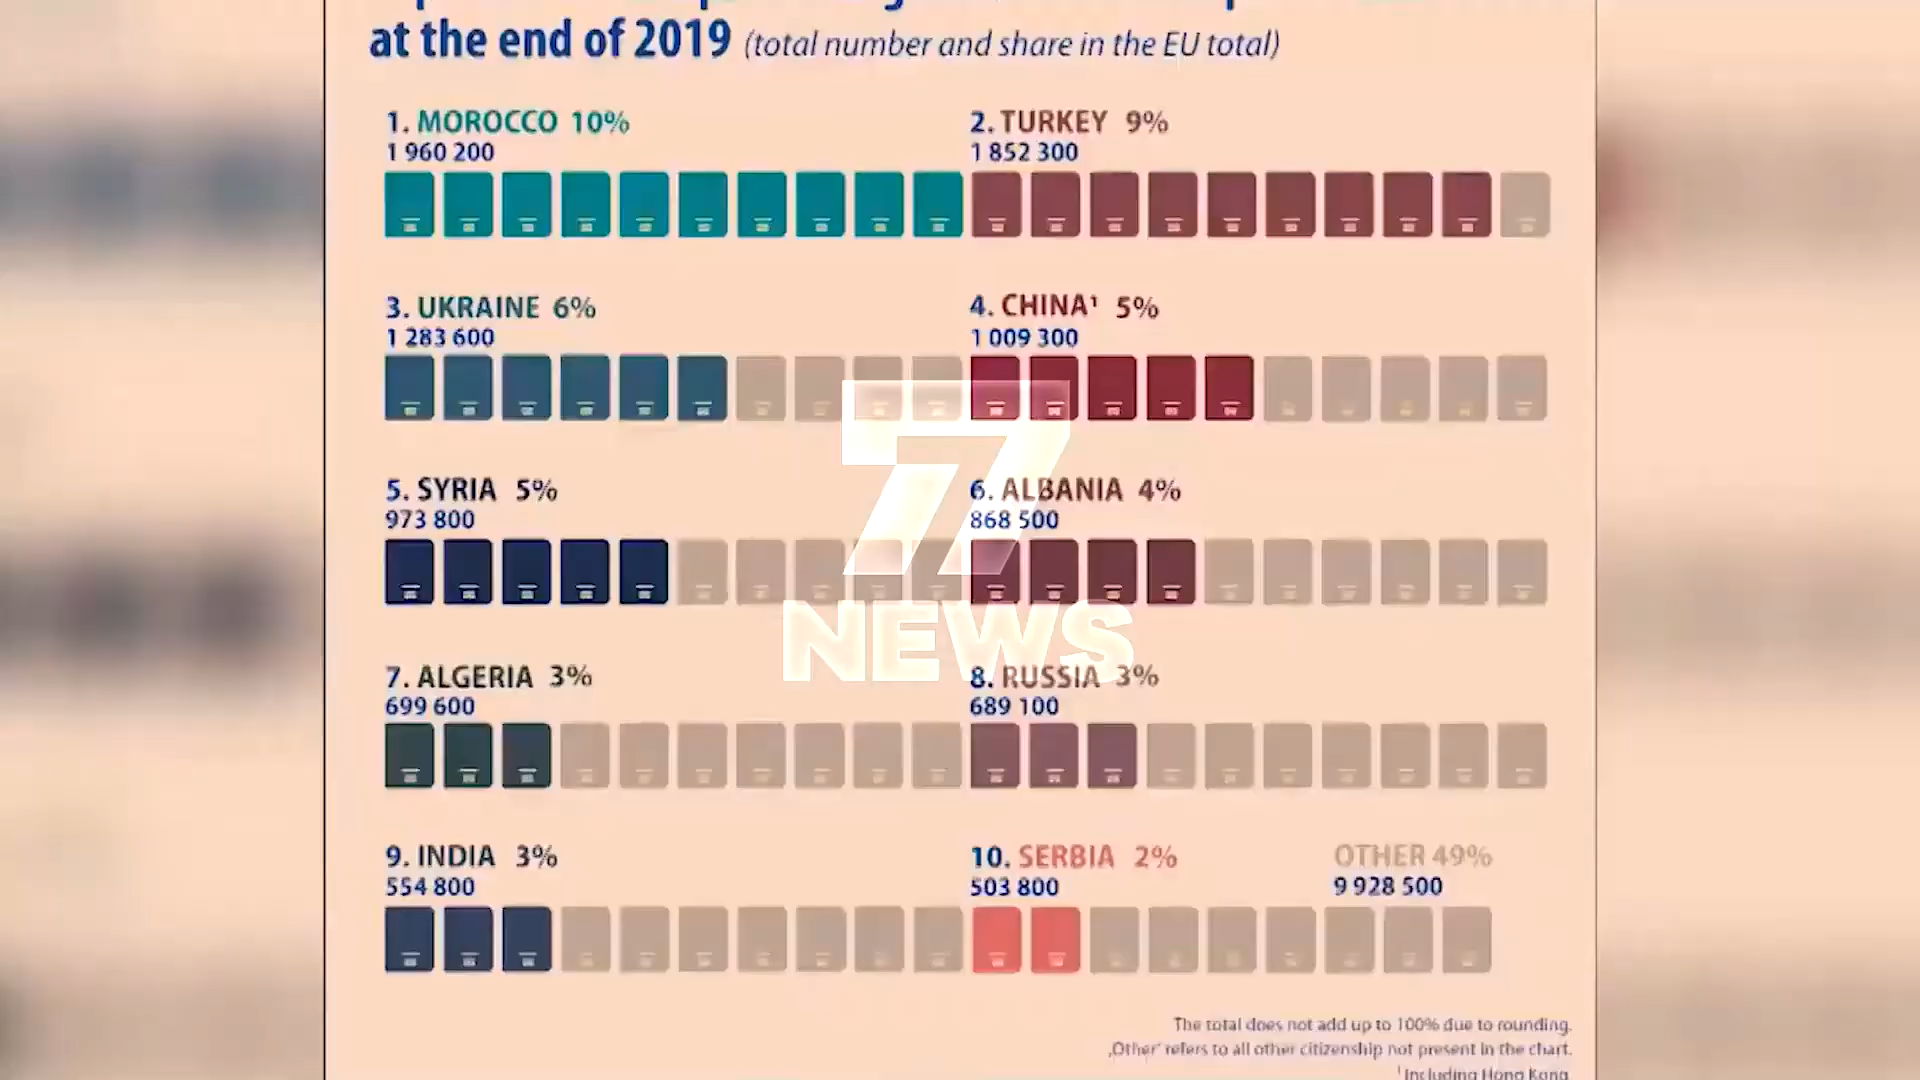 at the end of 2019 (total number and share in the EU total)
1. MOROCCO 10%
1 960 200
2. TURKEY 9%
1 852 300
3. UKRAINE 6%
1 283 600
4. CHINA¹ 5%
1 009 300
5. SYRIA 5%
973 800
6. ALBANIA 4%
868 500
7. ALGERIA 3%
699 600
8. RUSSIA 3%
689 100
9. INDIA 3%
554 800
10. SERBIA 2%
503 800
OTHER 49%
9 928 500
7
NEWS
The total does not add up to 100% due to rounding.
‚Other' refers to all other citizenship not present in the chart.
¹ Including Hong Kong.